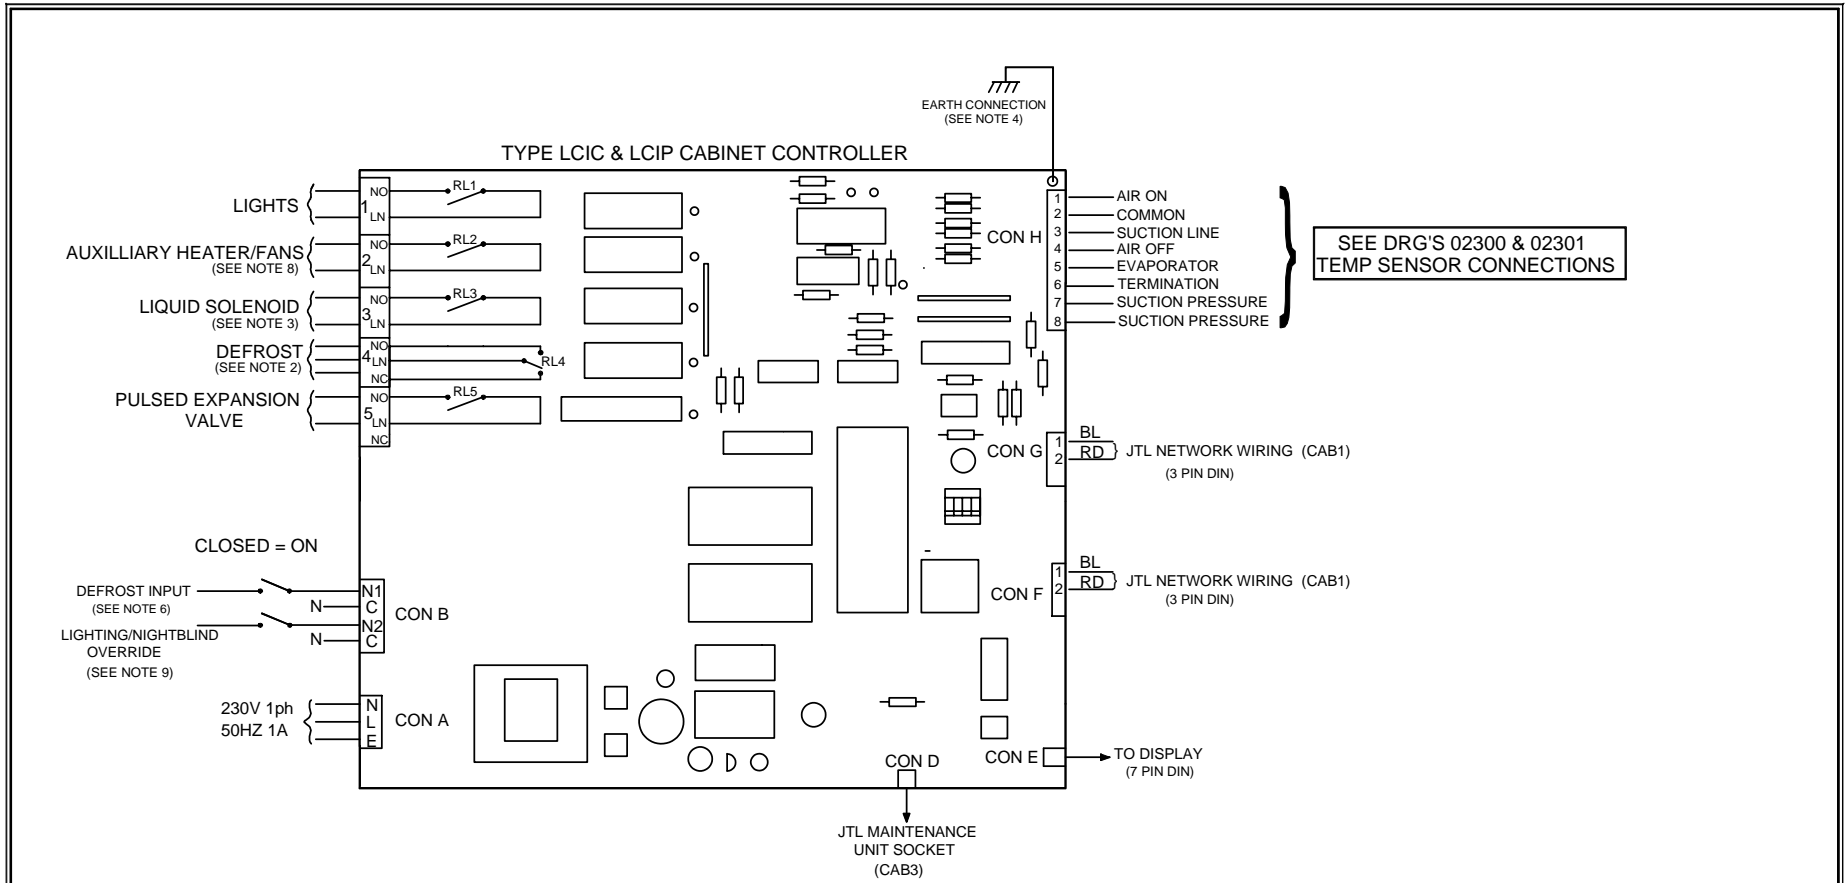 EARTH CONNECTION
(SEE NOTE 4)
TYPE LCIC & LCIP CABINET CONTROLLER
LIGHTS
1
NO
LN
RL1
AUXILLIARY HEATER/FANS
(SEE NOTE 8)
2
NO
LN
RL2
LIQUID SOLENOID
(SEE NOTE 3)
3
NO
LN
RL3
DEFROST
(SEE NOTE 2)
4
NO
LN
NC
RL4
PULSED EXPANSION
VALVE
5
NO
LN
NC
RL5
CON H
1 AIR ON
2 COMMON
3 SUCTION LINE
4 AIR OFF
5 EVAPORATOR
6 TERMINATION
7 SUCTION PRESSURE
8 SUCTION PRESSURE
SEE DRG'S 02300 & 02301
TEMP SENSOR CONNECTIONS
CON G
1 BL
2 RD
JTL NETWORK WIRING (CAB1)
(3 PIN DIN)
CLOSED = ON
DEFROST INPUT
(SEE NOTE 6)
N
LIGHTING/NIGHTBLIND
OVERRIDE
(SEE NOTE 9)
N
N1
C
N2
C
CON B
CON F
1 BL
2 RD
JTL NETWORK WIRING (CAB1)
(3 PIN DIN)
230V 1ph
50HZ 1A
N
L
E
CON A
CON D
CON E
TO DISPLAY
(7 PIN DIN)
JTL MAINTENANCE
UNIT SOCKET
(CAB3)